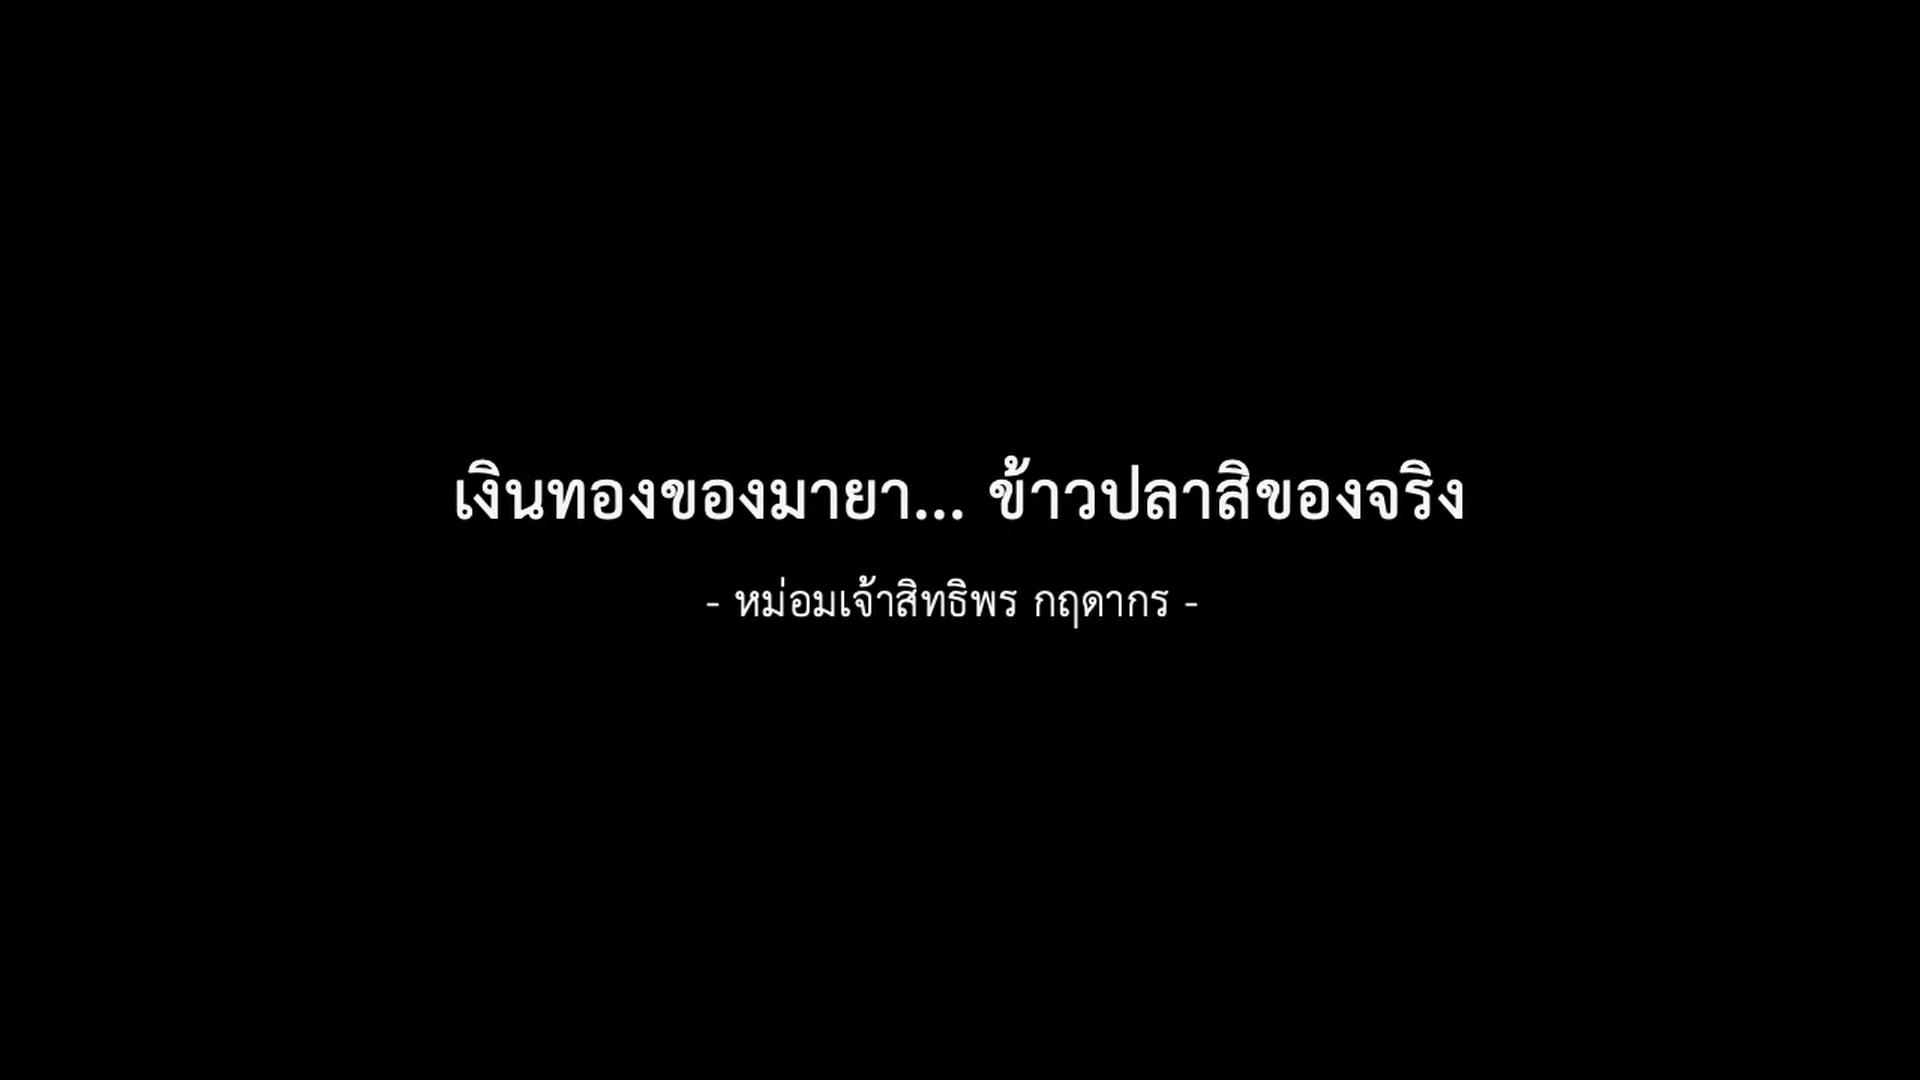 เงินทองของมายา... ข้าวปลาสิของจริง
- หม่อมเจ้าสิทธิพร กฤดากร -